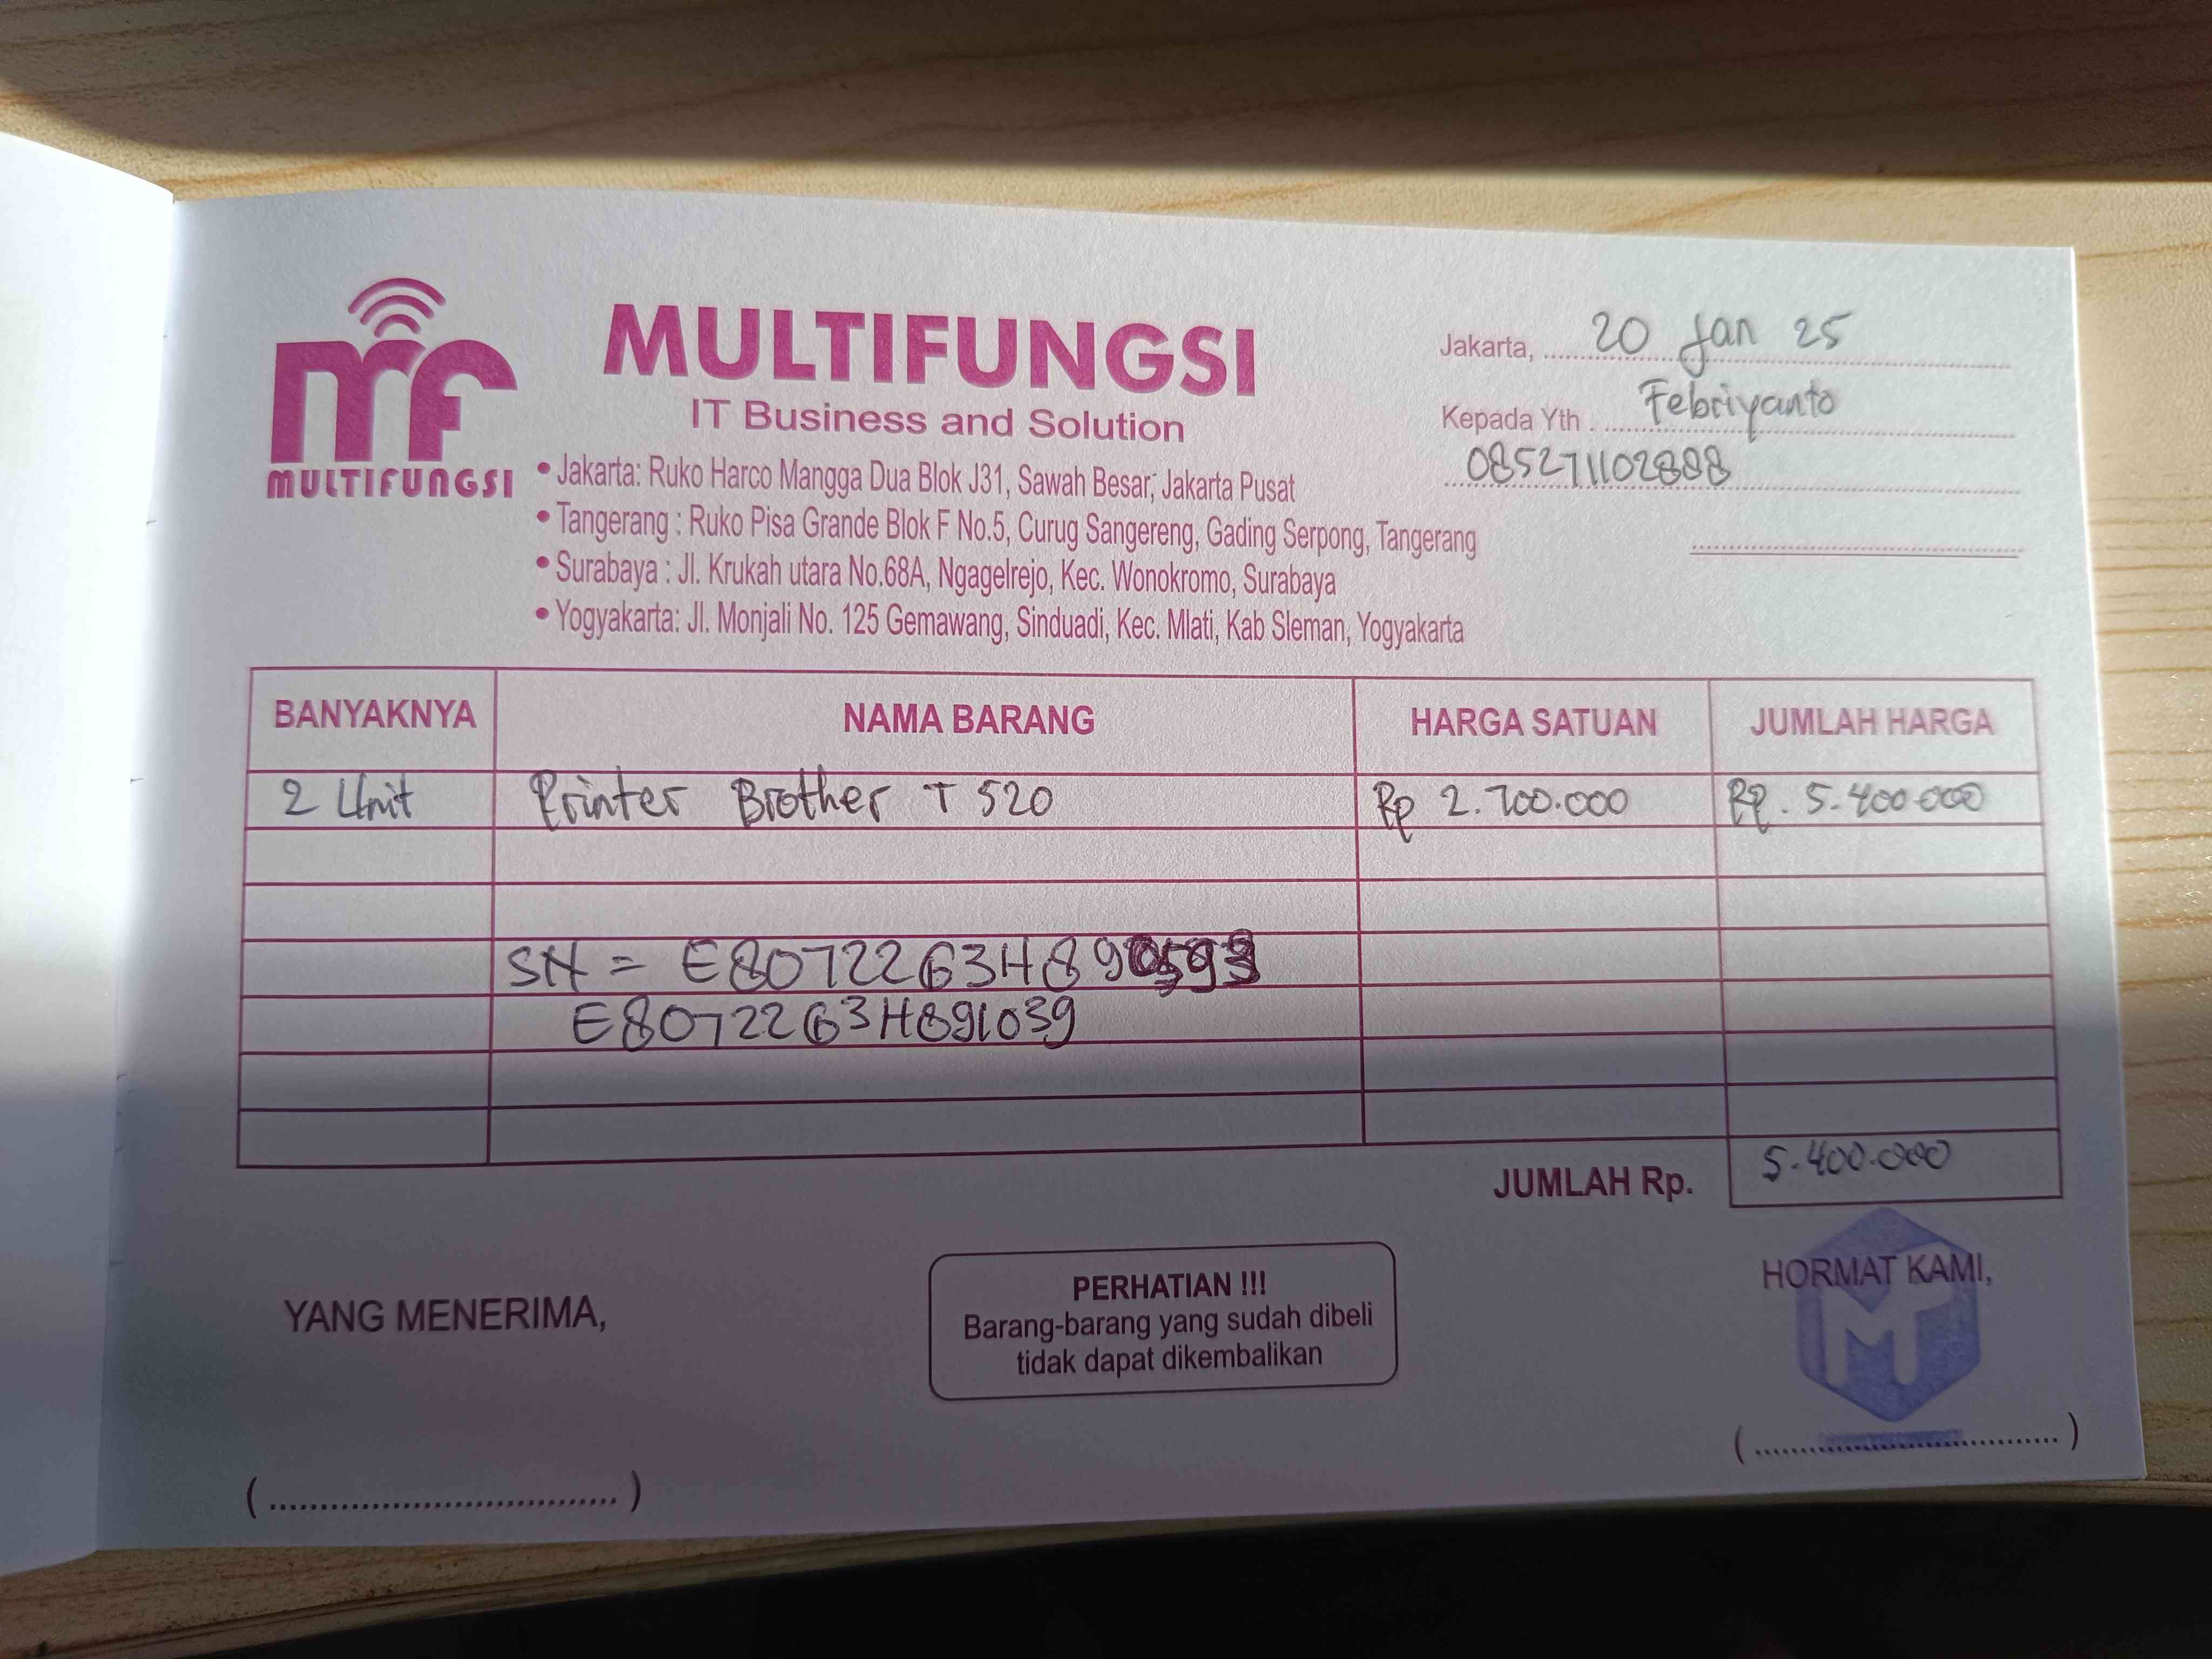 MULTIFUNGSI
IT Business and Solution
mf
MULTIFUNGSI
• Jakarta: Ruko Harco Mangga Dua Blok J31, Sawah Besar, Jakarta Pusat
• Tangerang : Ruko Pisa Grande Blok F No.5, Curug Sangereng, Gading Serpong, Tangerang
• Surabaya : Jl. Krukah utara No.68A, Ngagelrejo, Kec. Wonokromo, Surabaya
• Yogyakarta: Jl. Monjali No. 125 Gemawang, Sinduadi, Kec. Mlati, Kab Sleman, Yogyakarta
Jakarta, 20 Jan 25
Kepada Yth. Febriyanto
085271102888
BANYAKNYA NAMA BARANG HARGA SATUAN JUMLAH HARGA
2 Unit Printer Brother T 520 Rp 2.700.000 Rp. 5.400.000
SN =
E80722G3H891039
JUMLAH Rp. 5.400.000
YANG MENERIMA,
PERHATIAN !!!
Barang-barang yang sudah dibeli
tidak dapat dikembalikan
HORMAT KAMI,
M
(....................................)
(....................................)